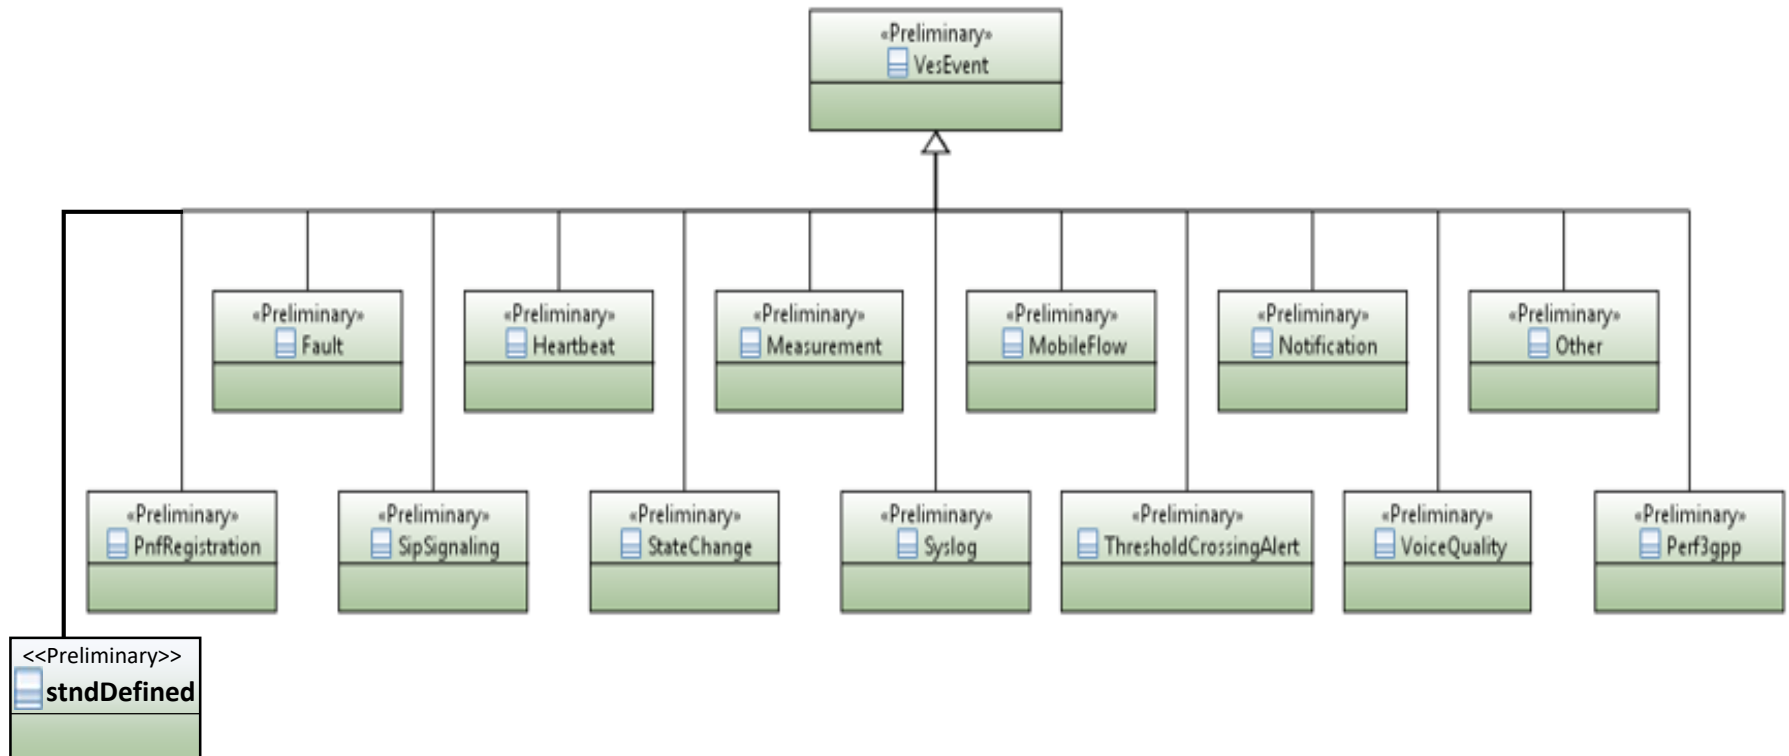 «Preliminary»
VesEvent
«Preliminary»
Fault
«Preliminary»
Heartbeat
«Preliminary»
Measurement
«Preliminary»
MobileFlow
«Preliminary»
Notification
«Preliminary»
Other
«Preliminary»
PnfRegistration
«Preliminary»
SipSignaling
«Preliminary»
StateChange
«Preliminary»
Syslog
«Preliminary»
ThresholdCrossingAlert
«Preliminary»
VoiceQuality
«Preliminary»
Perf3gpp
<<Preliminary>>
stndDefined